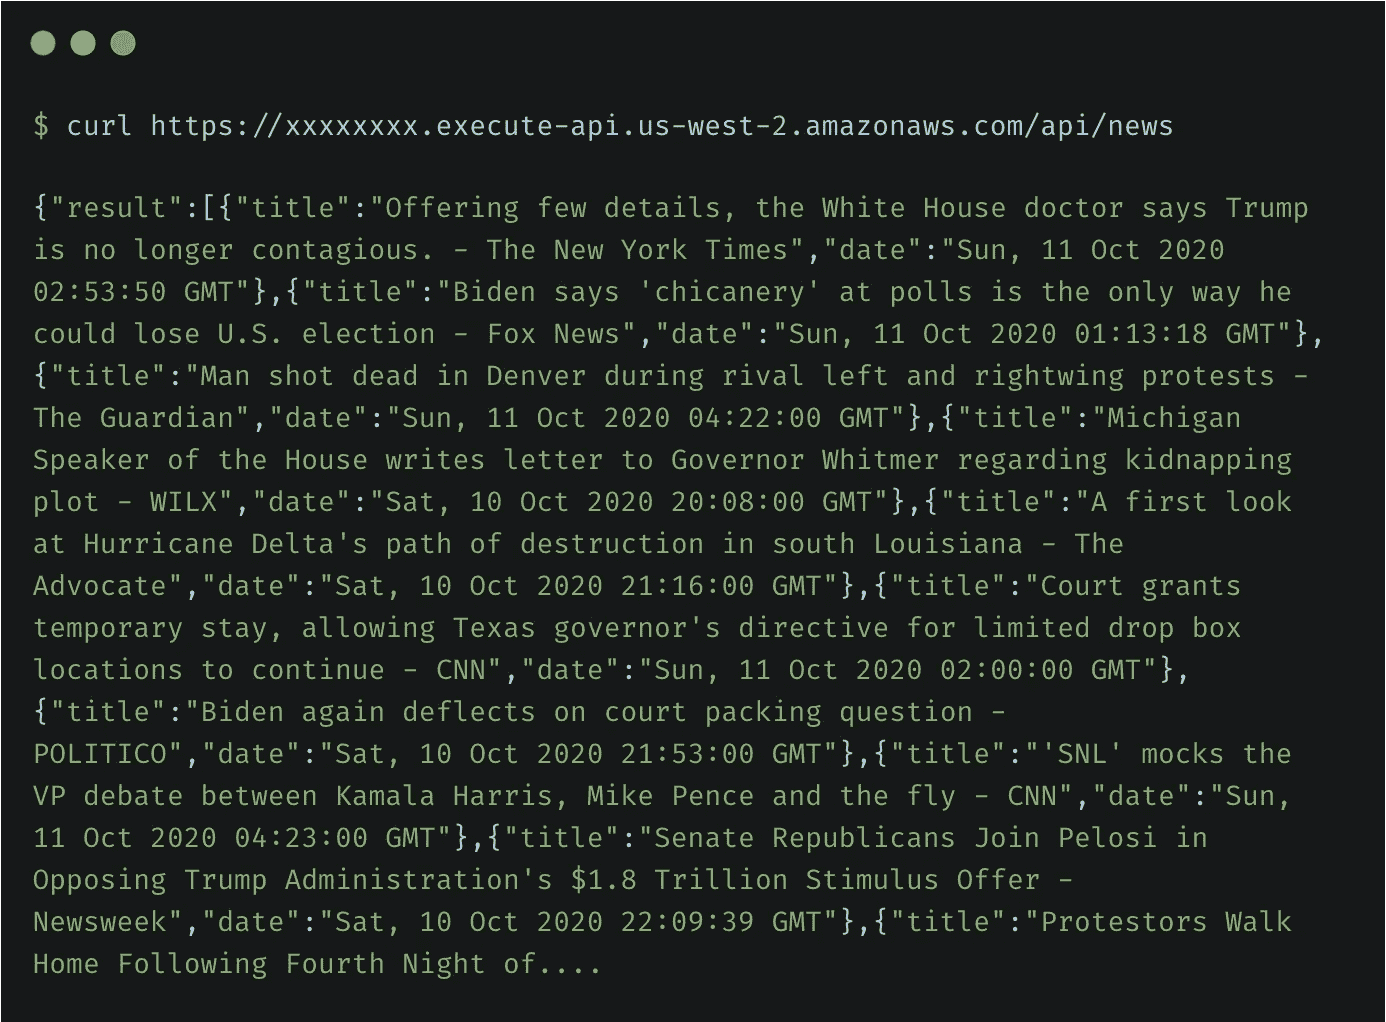 $ curl https://xxxxxxxx.execute-api.us-west-2.amazonaws.com/api/news
{"result":[{"title":"Offering few details, the White House doctor says Trump
is no longer contagious. - The New York Times","date":"Sun, 11 Oct 2020
02:53:50 GMT"},{"title":"Biden says 'chicanery' at polls is the only way he
could lose U.S. election - Fox News","date":"Sun, 11 Oct 2020 01:13:18 GMT"},
{"title":"Man shot dead in Denver during rival left and rightwing protests -
The Guardian","date":"Sun, 11 Oct 2020 04:22:00 GMT"},{"title":"Michigan
Speaker of the House writes letter to Governor Whitmer regarding kidnapping
plot - WILX","date":"Sat, 10 Oct 2020 20:08:00 GMT"},{"title":"A first look
at Hurricane Delta's path of destruction in south Louisiana - The
Advocate","date":"Sat, 10 Oct 2020 21:16:00 GMT"},{"title":"Court grants
temporary stay, allowing Texas governor's directive for limited drop box
locations to continue - CNN","date":"Sun, 11 Oct 2020 02:00:00 GMT"},
{"title":"Biden again deflects on court packing question -
POLITICO","date":"Sat, 10 Oct 2020 21:53:00 GMT"},{"title":"'SNL' mocks the
VP debate between Kamala Harris, Mike Pence and the fly - CNN","date":"Sun,
11 Oct 2020 04:23:00 GMT"},{"title":"Senate Republicans Join Pelosi in
Opposing Trump Administration's $1.8 Trillion Stimulus Offer -
Newsweek","date":"Sat, 10 Oct 2020 22:09:39 GMT"},{"title":"Protestors Walk
Home Following Fourth Night of....